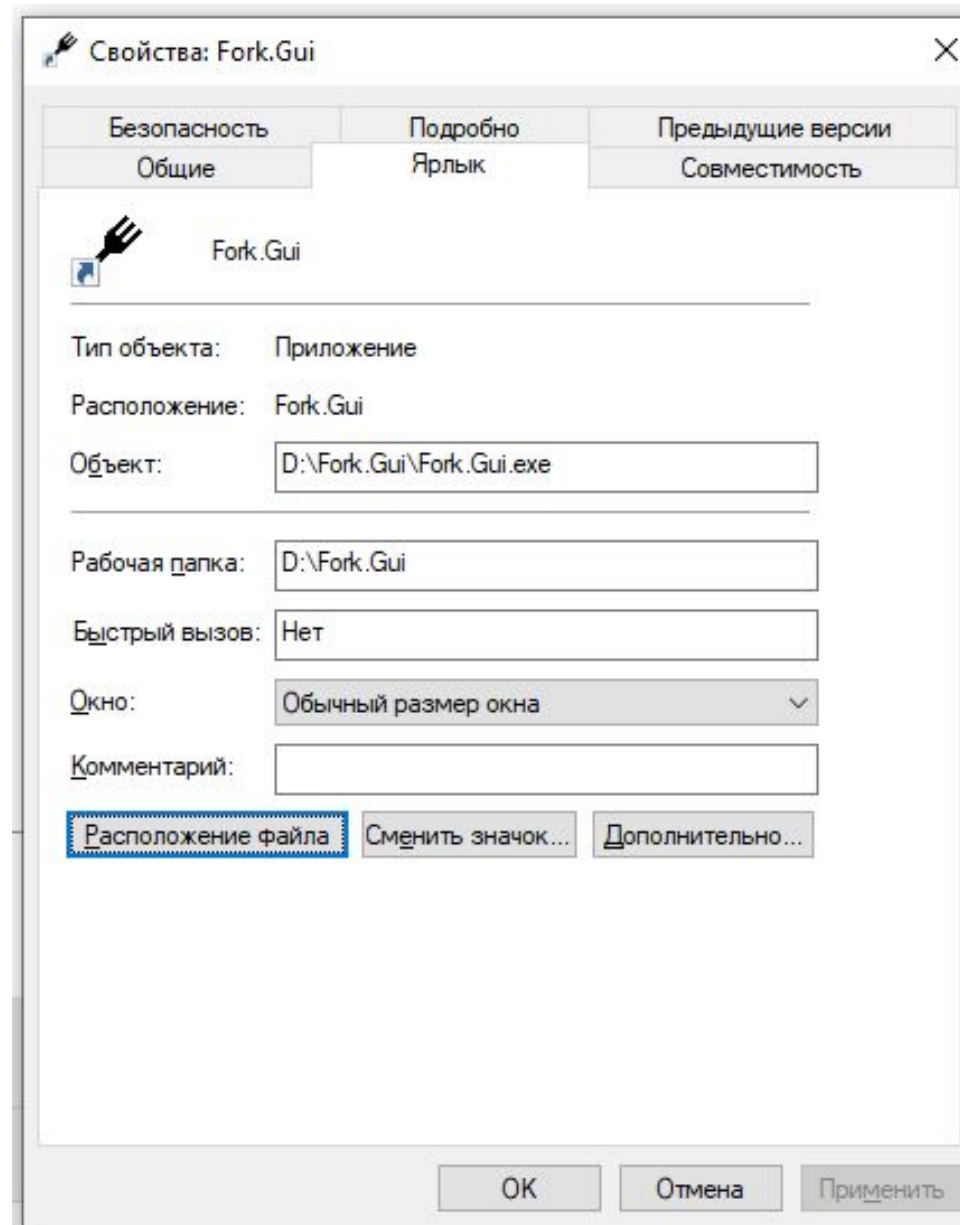 Свойства: Fork.Gui
Безопасность Подробно Предыдущие версии
Общие Ярлык Совместимость
Fork.Gui
Тип объекта: Приложение
Расположение: Fork.Gui
Объект: D:\Fork.Gui\Fork.Gui.exe
Рабочая папка: D:\Fork.Gui
Быстрый вызов: Нет
Окно: Обычный размер окна
Комментарий:
Расположение файла Сменить значок... Дополнительно...
OK Отмена Применить